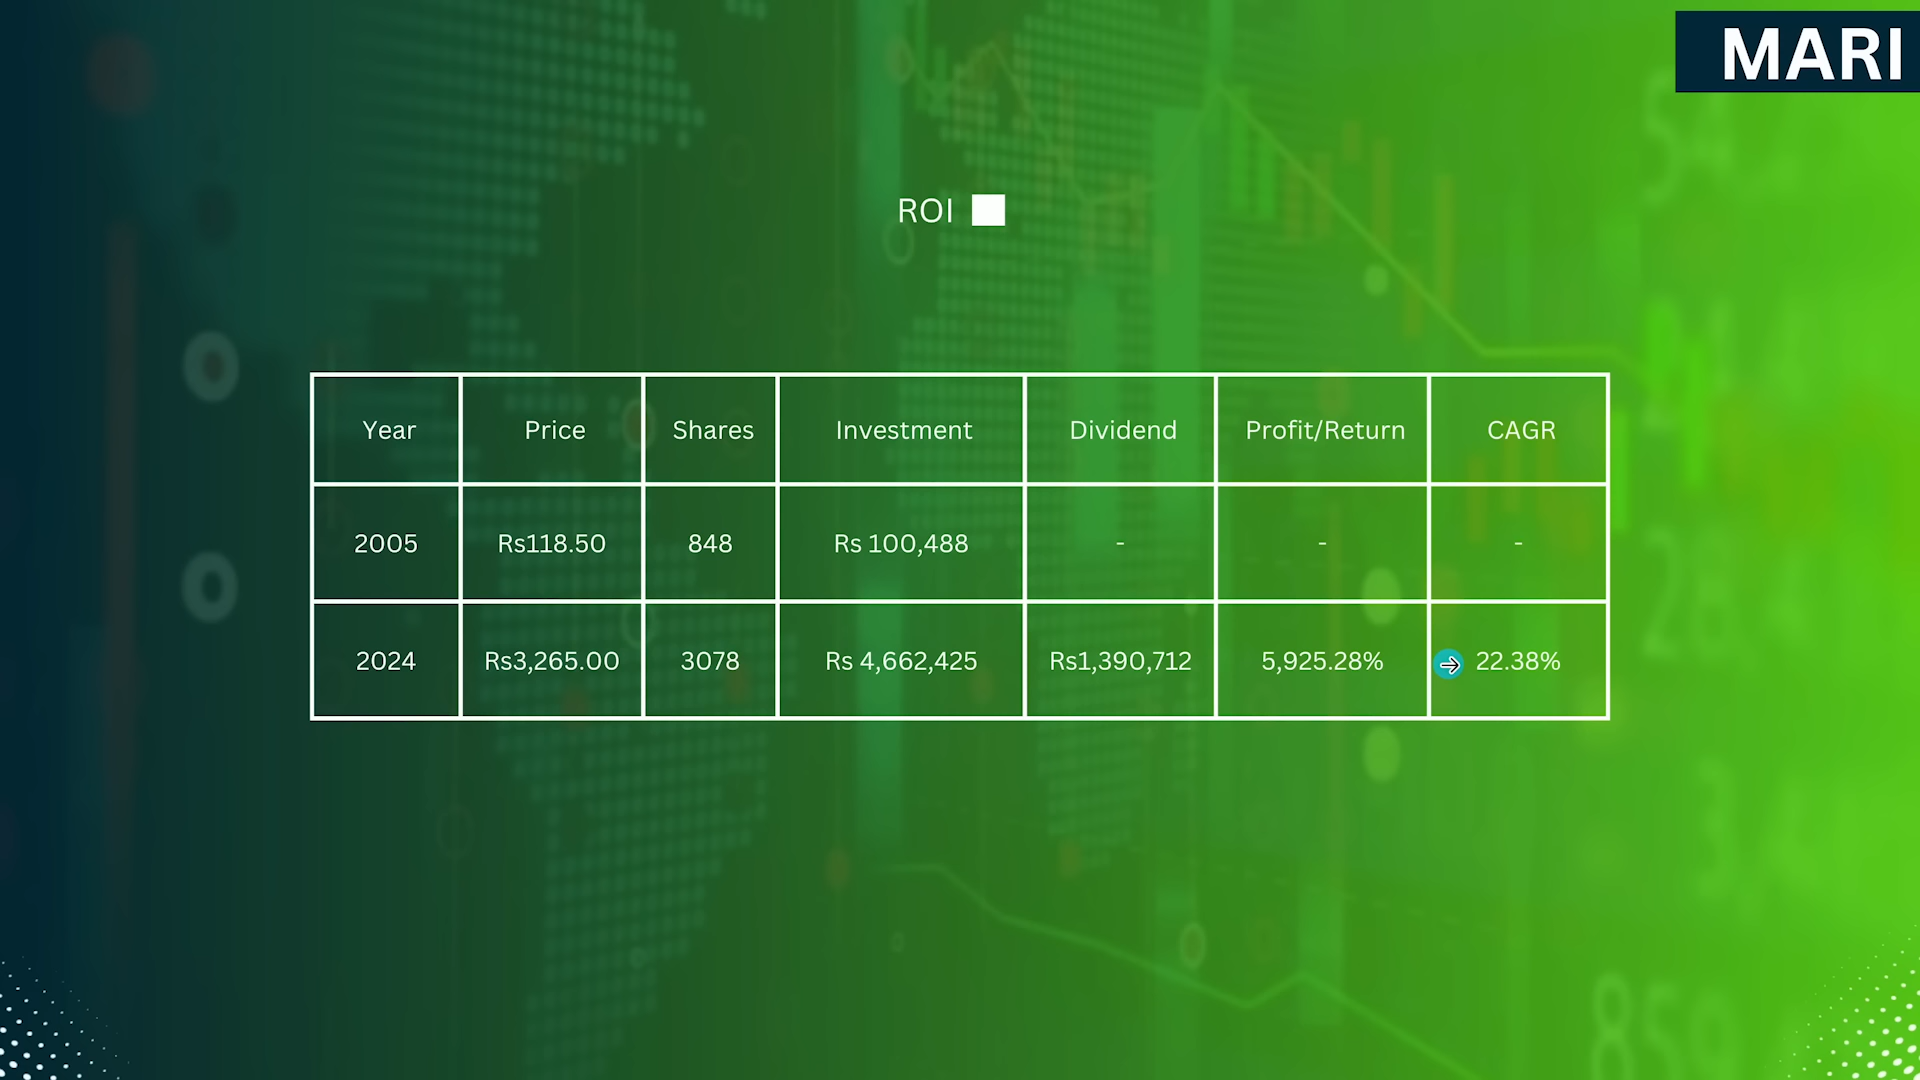 MARI
ROI
Year Price Shares Investment Dividend Profit/Return CAGR
2005 Rs118.50 848 Rs 100,488 - - -
2024 Rs3,265.00 3078 Rs 4,662,425 Rs1,390,712 5,925.28% 22.38%